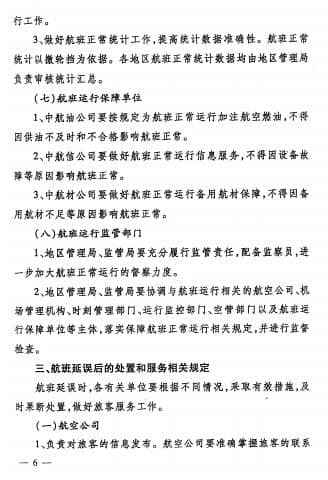 行工作。
3、做好航班正常统计工作,提高统计数据准确性。航班正常
统计以撤轮挡为依据。各地区航班正常统计数据均由地区管理局
负责审核统计汇总。
(七)航班运行保障单位
1、中航油公司要按规定为航班运行加注航空燃油,不得
因供油不及时和不合格影响航班正常。
2、中航信公司要做好航班正常运行信息服务,不得因设备故
障等原因影响航班正常。
3、中航材公司要做好航班正常运行备用航材保障,不得因备
用航材不足等原因影响航班正常。
(八)航班运行监管部门
1、地区管理局、监管局要充分履行监管责任,配备监察员,进
一步加大航班正常运行的督察力度。
2、地区管理局、监管局要协调与航班运行相关的航空公司、机
场管理机构、时刻管理部门、运行监控部门、空管部门以及航班运
行保障单位等主体,落实保障航班正常运行相关规定,并进行监督
检查。
三、航班延误后的处置和服务相关规定
航班延误时,各有关单位要根据不同情况,采取有效措施,及
时果断处置,做好旅客服务工作。
(一)航空公司
1、负责对旅客的信息发布。航空公司要准确掌握旅客的联系
— 6 —